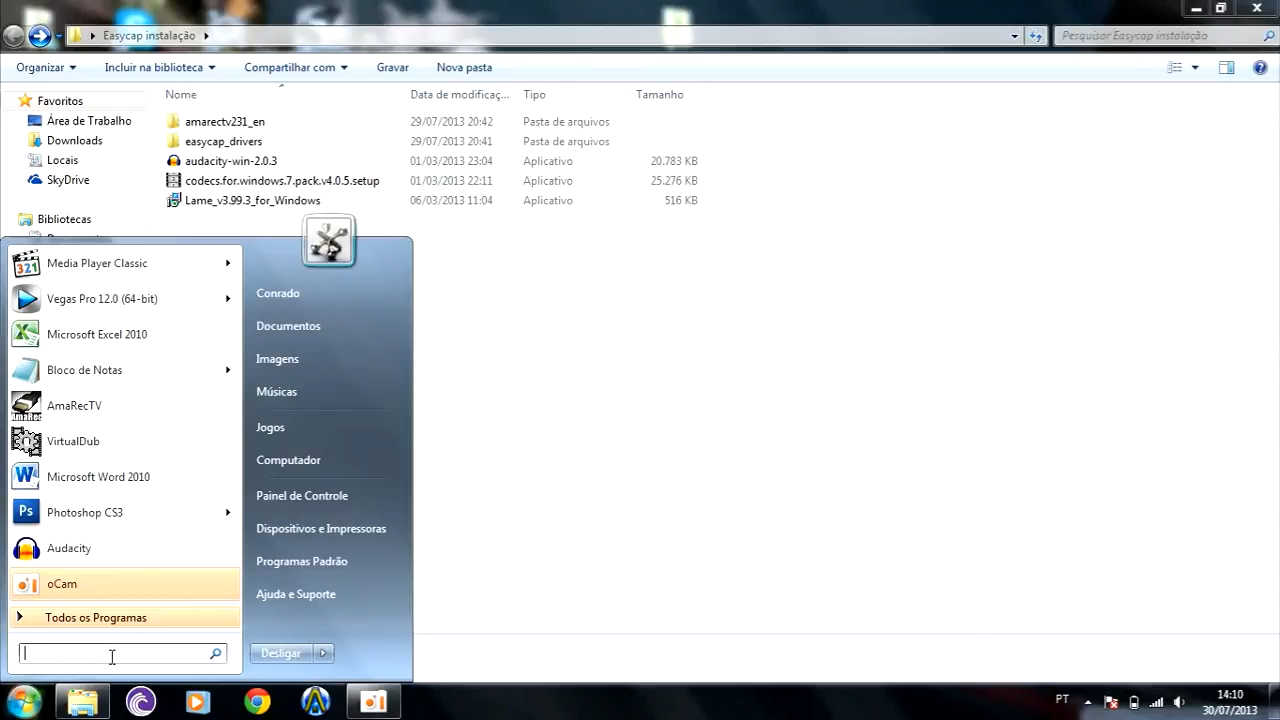 Easycap instalação
Pesquisar Easycap instalação
Organizar
Incluir na biblioteca
Compartilhar com
Gravar
Nova pasta
Favoritos
Área de Trabalho
Downloads
Locais
SkyDrive
Bibliotecas
Nome
Data de modificaç...
Tipo
Tamanho
amarectv231_en
29/07/2013 20:42
Pasta de arquivos
easycap_drivers
29/07/2013 20:41
Pasta de arquivos
audacity-win-2.0.3
01/03/2013 23:04
Aplicativo
20.783 KB
codecs.for.windows.7.pack.v4.0.5.setup
01/03/2013 22:11
Aplicativo
25.276 KB
Lame_v3.99.3_for_Windows
06/03/2013 11:04
Aplicativo
516 KB
Media Player Classic
Vegas Pro 12.0 (64-bit)
Microsoft Excel 2010
Bloco de Notas
AmaRecTV
VirtualDub
Microsoft Word 2010
Photoshop CS3
Audacity
oCam
Todos os Programas
Conrado
Documentos
Imagens
Músicas
Jogos
Computador
Painel de Controle
Dispositivos e Impressoras
Programas Padrão
Ajuda e Suporte
Desligar
PT
14:10
30/07/2013